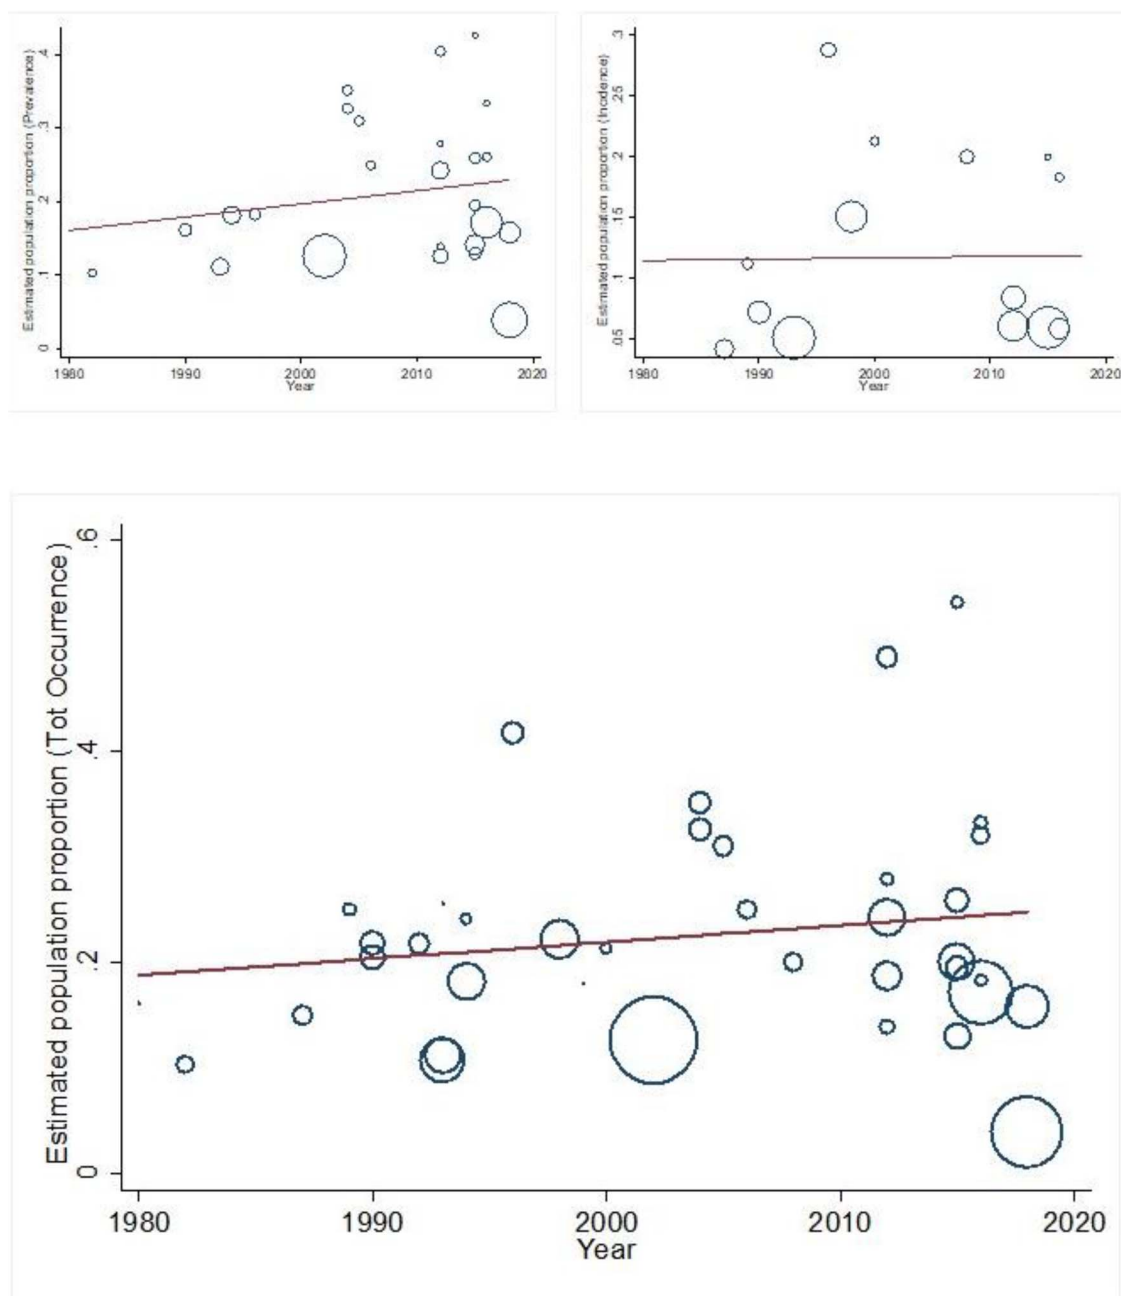 Estimated population proportion (Prevalence)
.4
.3
.2
.1
0
1980 1990 2000 2010 2020
Year
Estimated population proportion (Incidence)
.3
.25
.2
.15
.1
.05
1980 1990 2000 2010 2020
Year
Estimated population proportion (Tot Occurrence)
.6
.4
.2
0
1980 1990 2000 2010 2020
Year